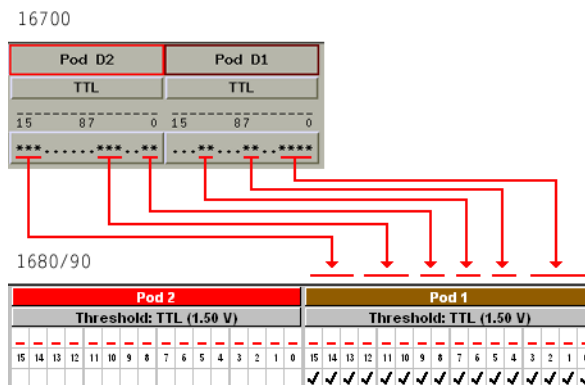 16700
Pod D2 Pod D1
TTL TTL
15 87 0 15 87 0
***......***..** ...**...**..****
1680/90
Pod 2 Pod 1
Threshold: TTL (1.50 V) Threshold: TTL (1.50 V)
15 14 13 12 11 10 9 8 7 6 5 4 3 2 1 0 15 14 13 12 11 10 9 8 7 6 5 4 3 2 1